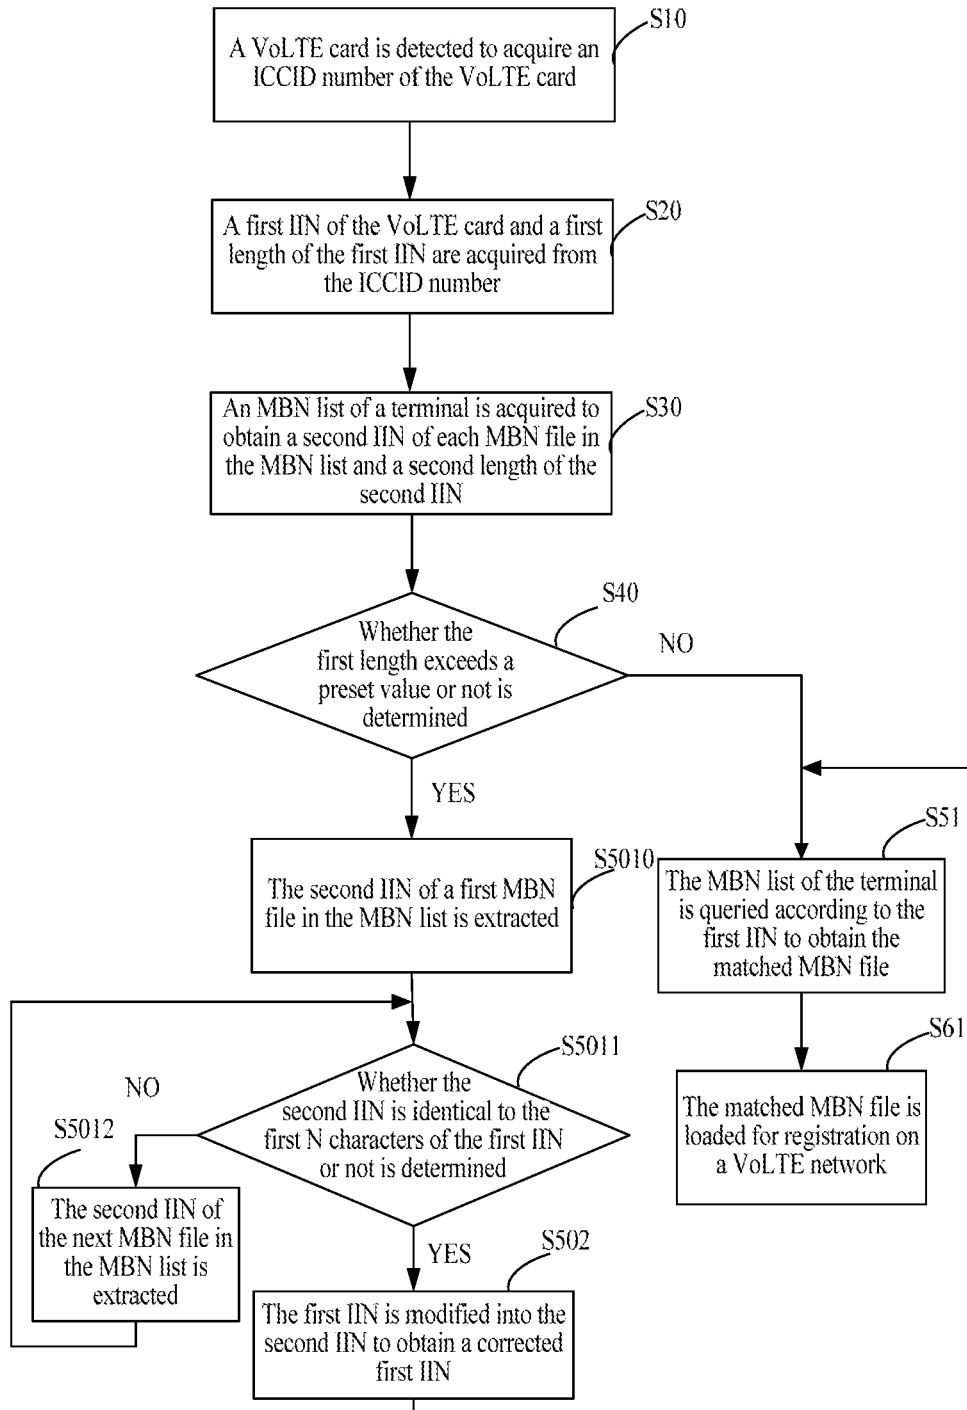 S10
A VoLTE card is detected to acquire an
ICCID number of the VoLTE card
S20
A first IIN of the VoLTE card and a first
length of the first IIN are acquired from
the ICCID number
S30
An MBN list of a terminal is acquired to
obtain a second IIN of each MBN file in
the MBN list and a second length of the
second IIN
S40
Whether the
first length exceeds a
preset value or not is
determined
NO
YES
S5010
The second IIN of a first MBN
file in the MBN list is extracted
S51
The MBN list of the terminal
is queried according to the
first IIN to obtain the
matched MBN file
S61
The matched MBN file is
loaded for registration on
a VoLTE network
S5011
Whether the
second IIN is identical to the
first N characters of the first IIN
or not is determined
NO
S5012
The second IIN of
the next MBN file in
the MBN list is
extracted
YES
S502
The first IIN is modified into the
second IIN to obtain a corrected
first IIN